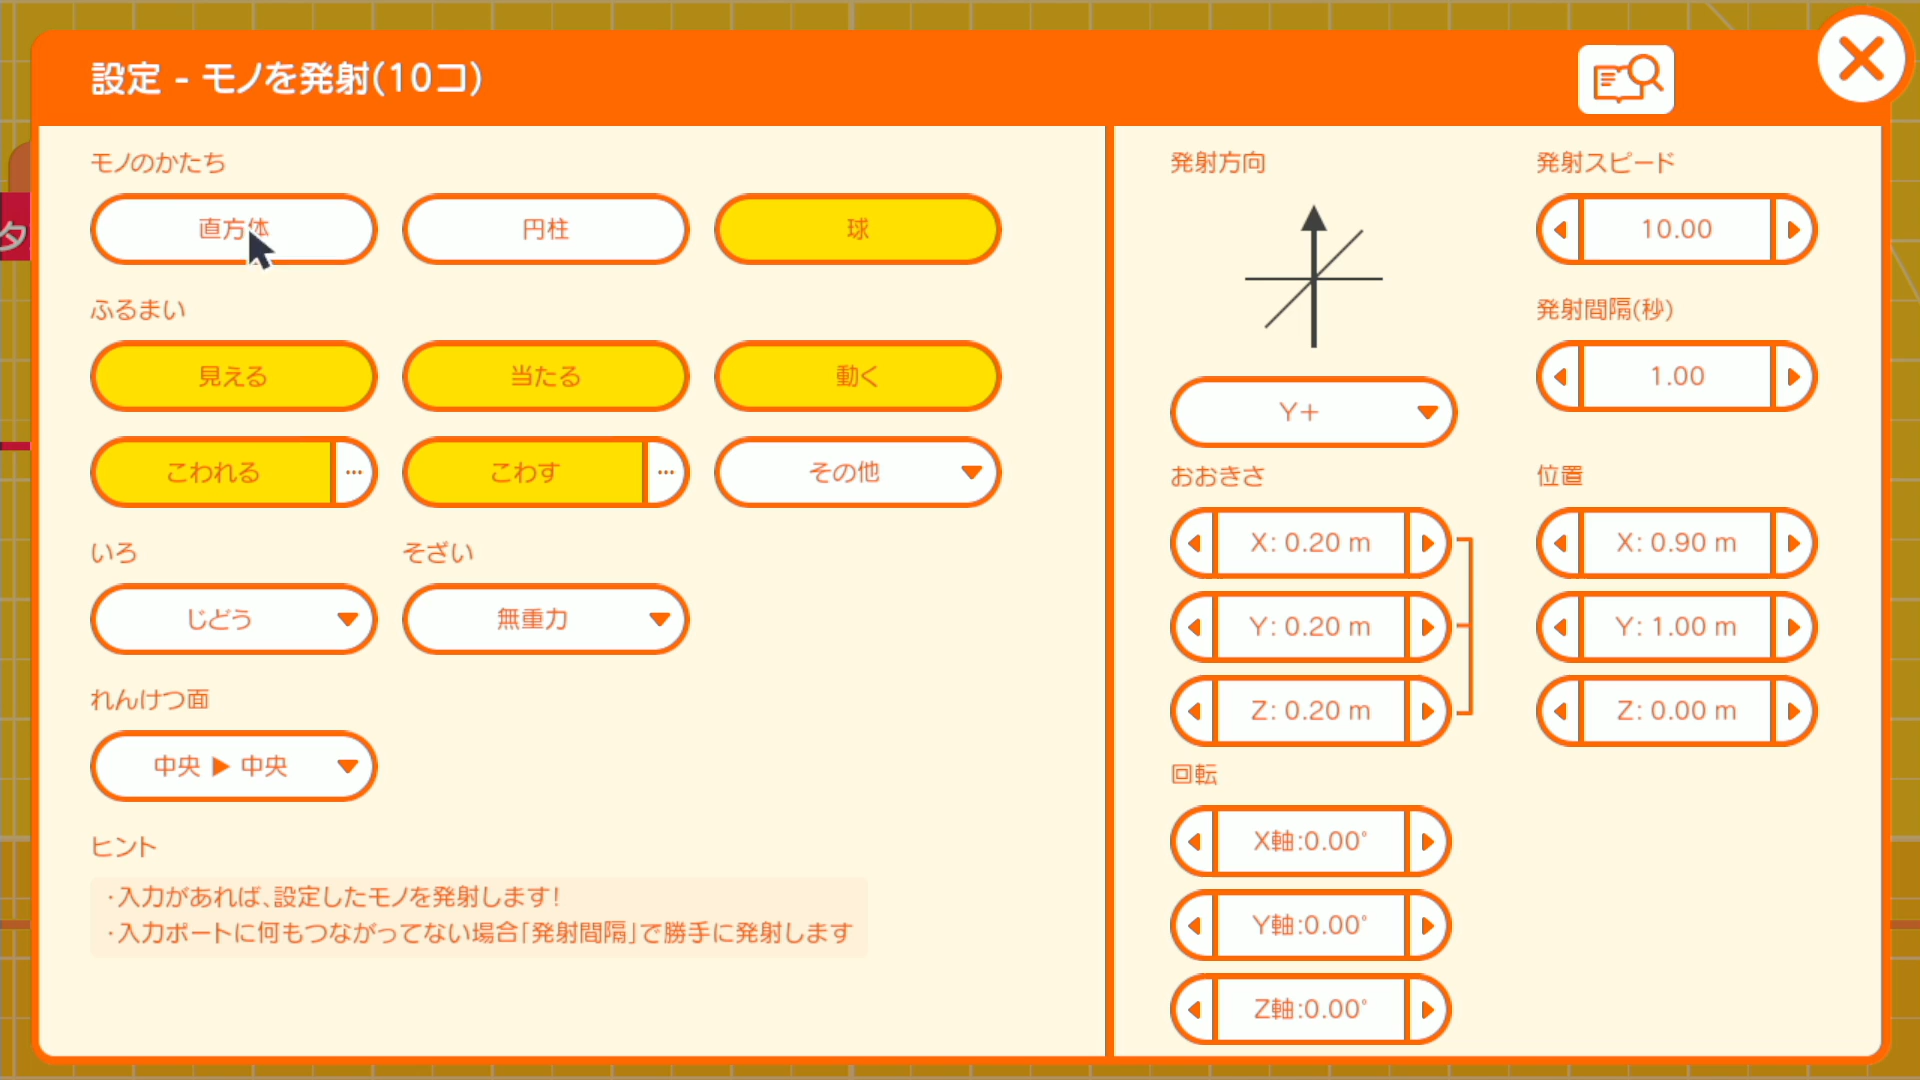 設定 - モノを発射(10コ)
タ
モノのかたち
直方体
円柱
球
ふるまい
見える
当たる
動く
こわれる
…
こわす
…
その他
いろ
そざい
じどう
無重力
れんけつ面
中央 ▶ 中央
ヒント
・入力があれば、設定したモノを発射します!
・入力ポートに何もつながってない場合「発射間隔」で勝手に発射します
発射方向
Y+
発射スピード
10.00
発射間隔(秒)
1.00
おおきさ
X: 0.20 m
Y: 0.20 m
Z: 0.20 m
位置
X: 0.90 m
Y: 1.00 m
Z: 0.00 m
回転
X軸:0.00°
Y軸:0.00°
Z軸:0.00°